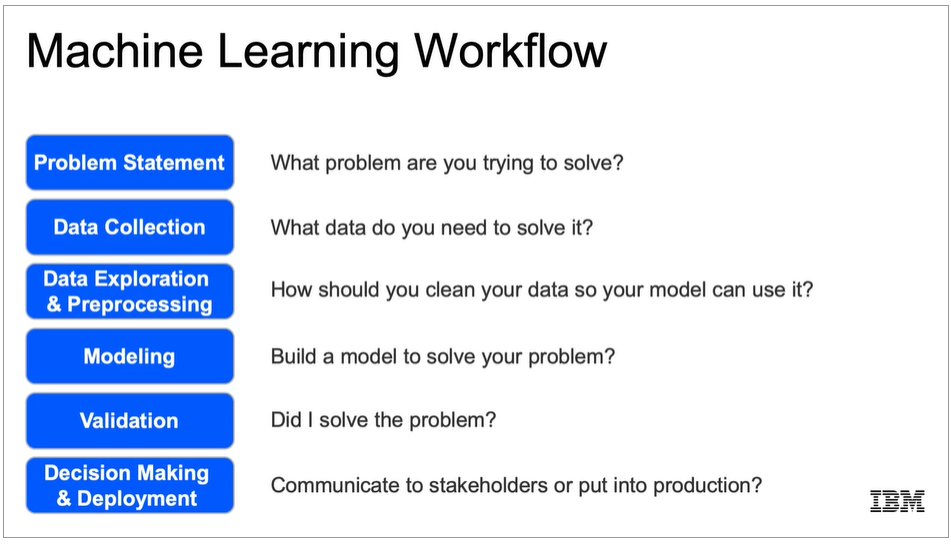 Machine Learning Workflow
Problem Statement
What problem are you trying to solve?
Data Collection
What data do you need to solve it?
Data Exploration
& Preprocessing
How should you clean your data so your model can use it?
Modeling
Build a model to solve your problem?
Validation
Did I solve the problem?
Decision Making
& Deployment
Communicate to stakeholders or put into production?
IBM